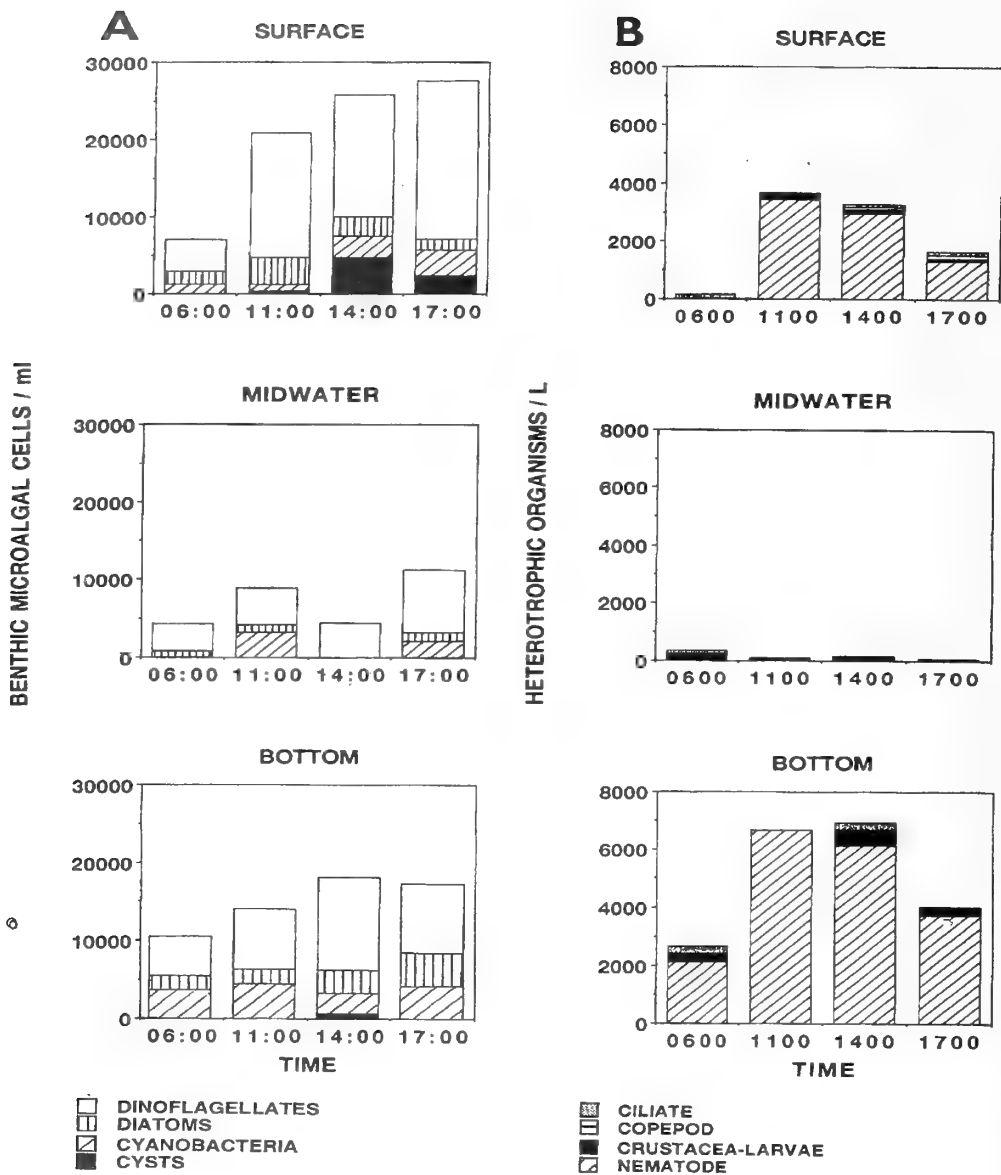 A
SURFACE
30000
20000
10000
0
06:00 11:00 14:00 17:00
MIDWATER
30000
20000
10000
0
06:00 11:00 14:00 17:00
BOTTOM
30000
20000
10000
0
06:00 11:00 14:00 17:00
TIME
BENTHIC MICROALGAL CELLS / ml
DINOFLAGELLATES
DIATOMS
CYANOBACTERIA
CYSTS
B
SURFACE
8000
6000
4000
2000
0
0600 1100 1400 1700
MIDWATER
8000
6000
4000
2000
0
0600 1100 1400 1700
BOTTOM
8000
6000
4000
2000
0
0600 1100 1400 1700
TIME
HETEROTROPHIC ORGANISMS / L
CILIATE
COPEPOD
CRUSTACEA-LARVAE
NEMATODE